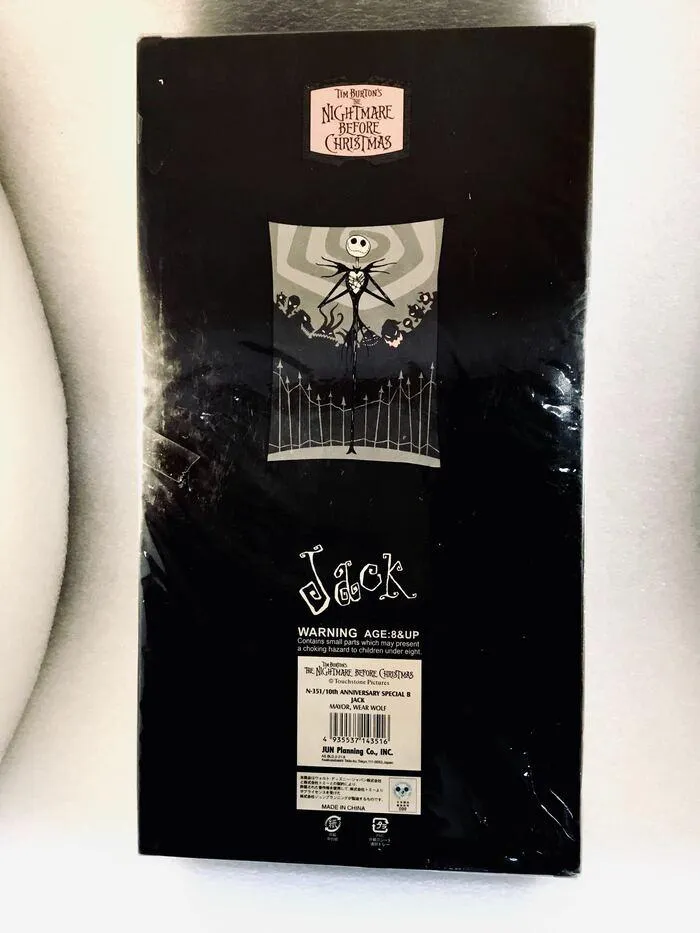 TIM BURTON'S
THE
NIGHTMARE
BEFORE
CHRISTMAS
Jack
WARNING AGE:8&UP
Contains small parts which may present
a choking hazard to children under eight.
TIM BURTON'S
THE NIGHTMARE BEFORE CHRISTMAS
© Touchstone Pictures
N-351/10th ANNIVERSARY SPECIAL B
JACK
MAYOR, WEAR WOLF
4 935537 143516
JUN Planning Co., INC.
MADE IN CHINA